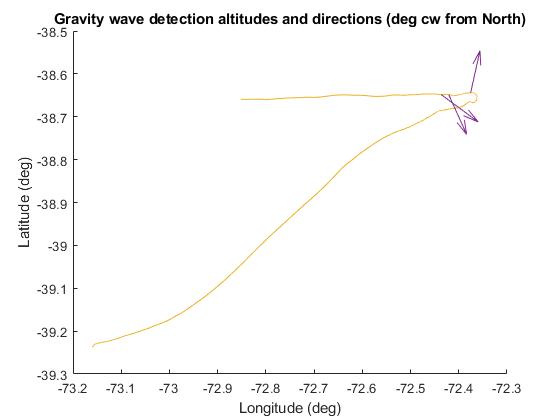 Gravity wave detection altitudes and directions (deg cw from North)
-38.5
-38.6
-38.7
-38.8
-38.9
-39
-39.1
-39.2
-39.3
Latitude (deg)
-73.2 -73.1 -73 -72.9 -72.8 -72.7 -72.6 -72.5 -72.4 -72.3
Longitude (deg)